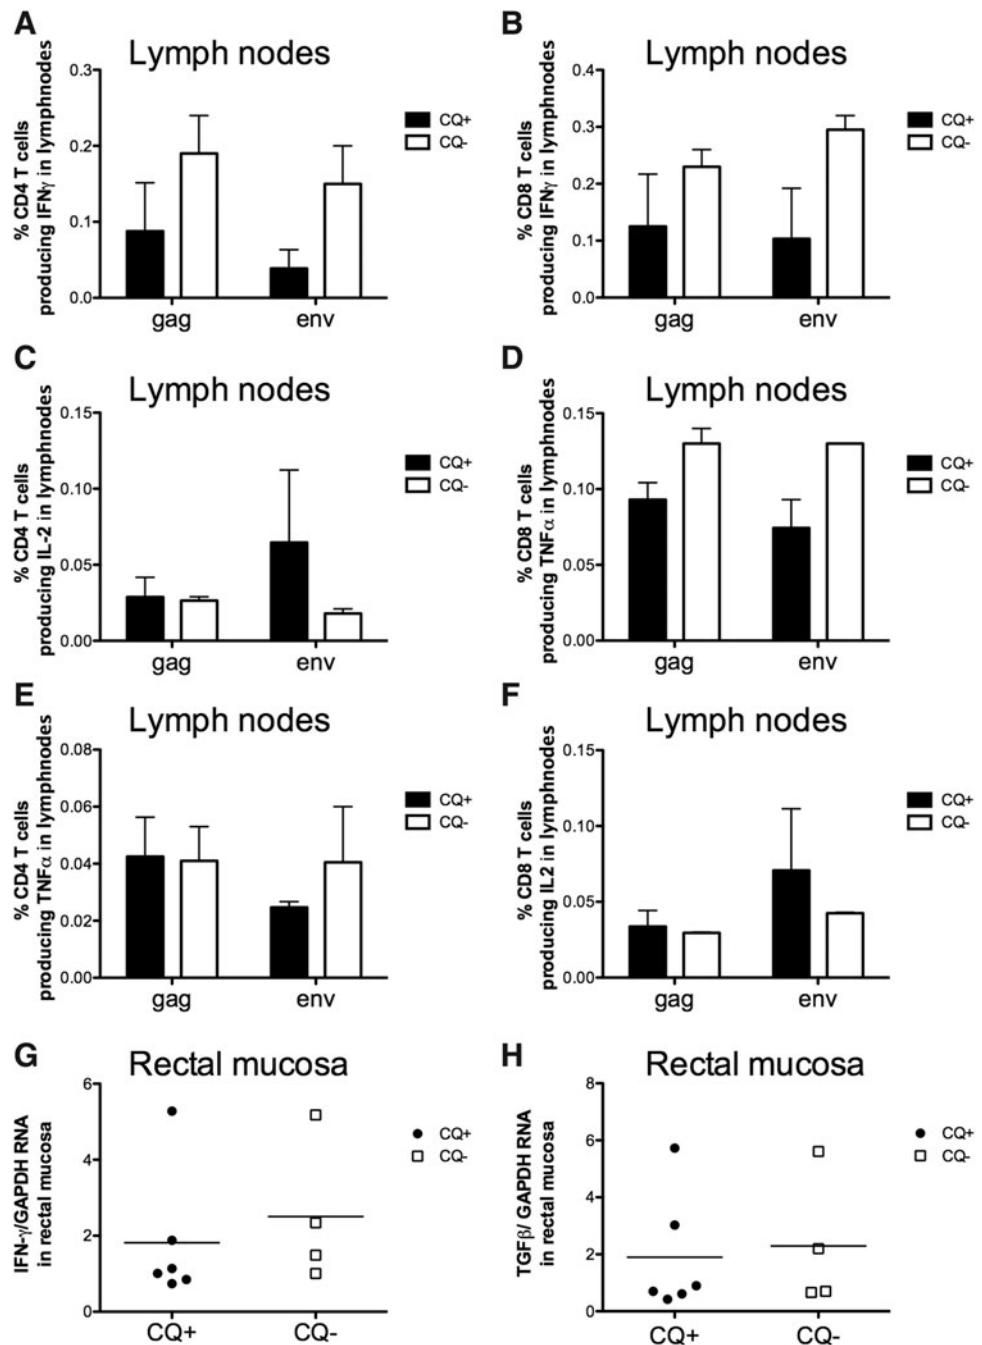 A
Lymph nodes
% CD4 T cells
producing IFNγ in lymphnodes
0.3
0.2
0.1
0.0
gag
env
CQ+
CQ-
B
Lymph nodes
% CD8 T cells
producing IFNγ in lymphnodes
0.4
0.3
0.2
0.1
0.0
gag
env
CQ+
CQ-
C
Lymph nodes
% CD4 T cells
producing IL-2 in lymphnodes
0.15
0.10
0.05
0.00
gag
env
CQ+
CQ-
D
Lymph nodes
% CD8 T cells
producing TNFα in lymphnodes
0.15
0.10
0.05
0.00
gag
env
CQ+
CQ-
E
Lymph nodes
% CD4 T cells
producing TNFα in lymphnodes
0.08
0.06
0.04
0.02
0.00
gag
env
CQ+
CQ-
F
Lymph nodes
% CD8 T cells
producing IL2 in lymphnodes
0.15
0.10
0.05
0.00
gag
env
CQ+
CQ-
G
Rectal mucosa
IFN-γ/GAPDH RNA
in rectal mucosa
6
4
2
0
CQ+
CQ-
CQ+
CQ-
H
Rectal mucosa
TGFβ/ GAPDH RNA
in rectal mucosa
8
6
4
2
0
CQ+
CQ-
CQ+
CQ-